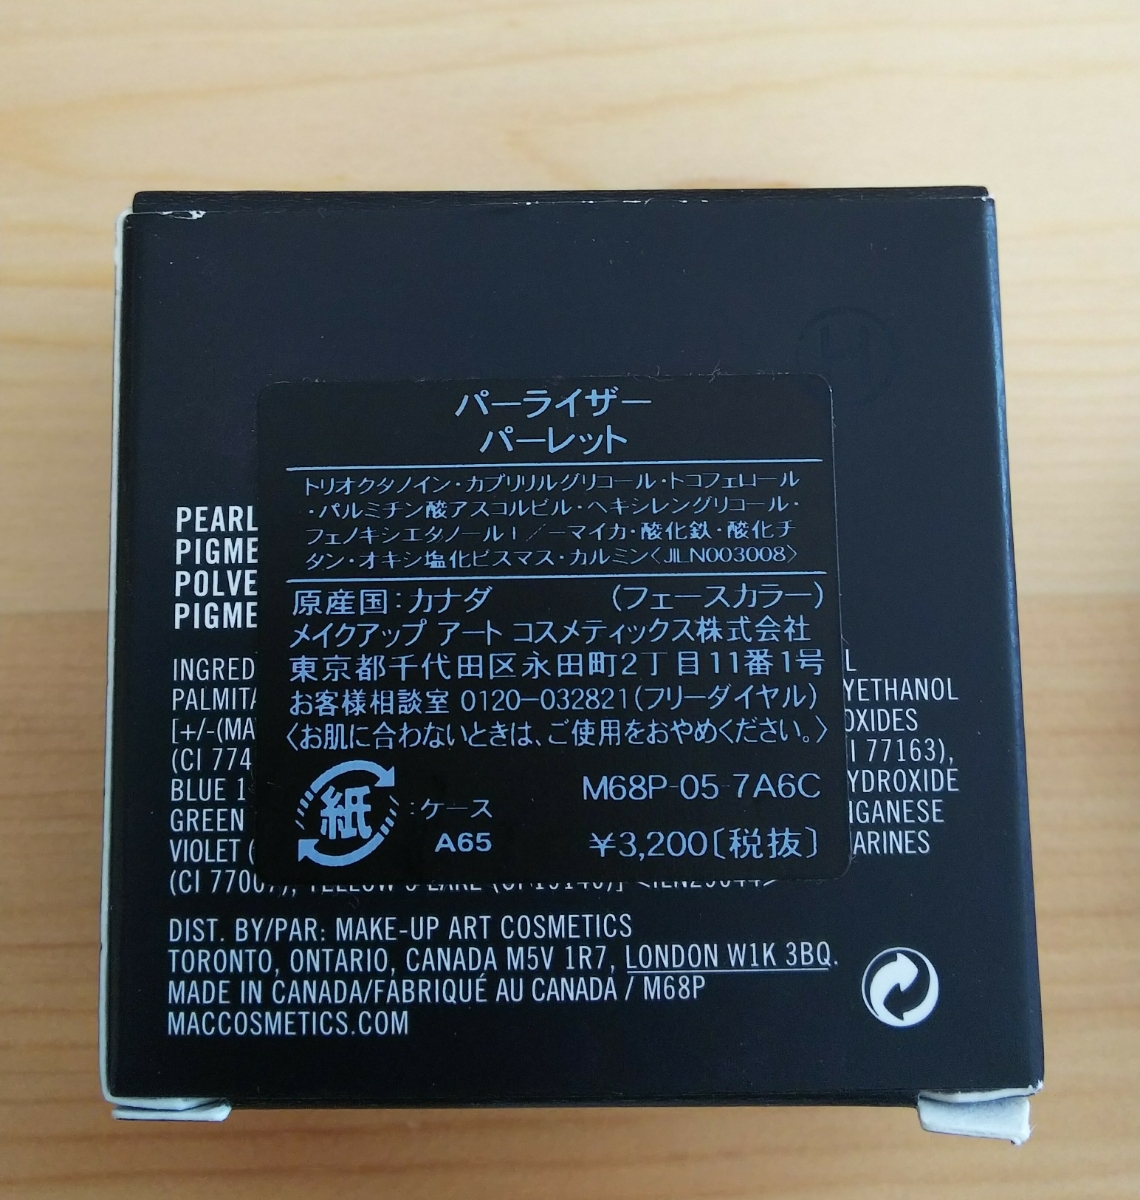 パーライザー
パーレット
トリオクタノイン・カプリリルグリコール・トコフェロール
・パルミチン酸アスコルビル・ヘキシレングリコール・
フェノキシエタノール|/ーマイカ・酸化鉄・酸化チ
タン・オキシ塩化ビスマス・カルミン〈JILN003008〉
原産国:カナダ (フェースカラー)
メイクアップ アート コスメティックス株式会社
東京都千代田区永田町2丁目11番1号
お客様相談室 0120-032821(フリーダイヤル)
〈お肌に合わないときは、ご使用をおやめください。〉
紙 :ケース
A65
M68P-05 7A6C
¥3,200〔税抜〕
PEARL
PIGME
POLVE
PIGME
INGRED L
PALMITA YETHANOL
[+/-(MA OXIDES
(CI 774 I 77163),
BLUE 1 YDROXIDE
GREEN NGANESE
VIOLET ( ARINES
(CI 77007), YELLOW 5 LAKE (CI 19140)]
DIST. BY/PAR: MAKE-UP ART COSMETICS
TORONTO, ONTARIO, CANADA M5V 1R7, LONDON W1K 3BQ.
MADE IN CANADA/FABRIQUÉ AU CANADA / M68P
MACCOSMETICS.COM